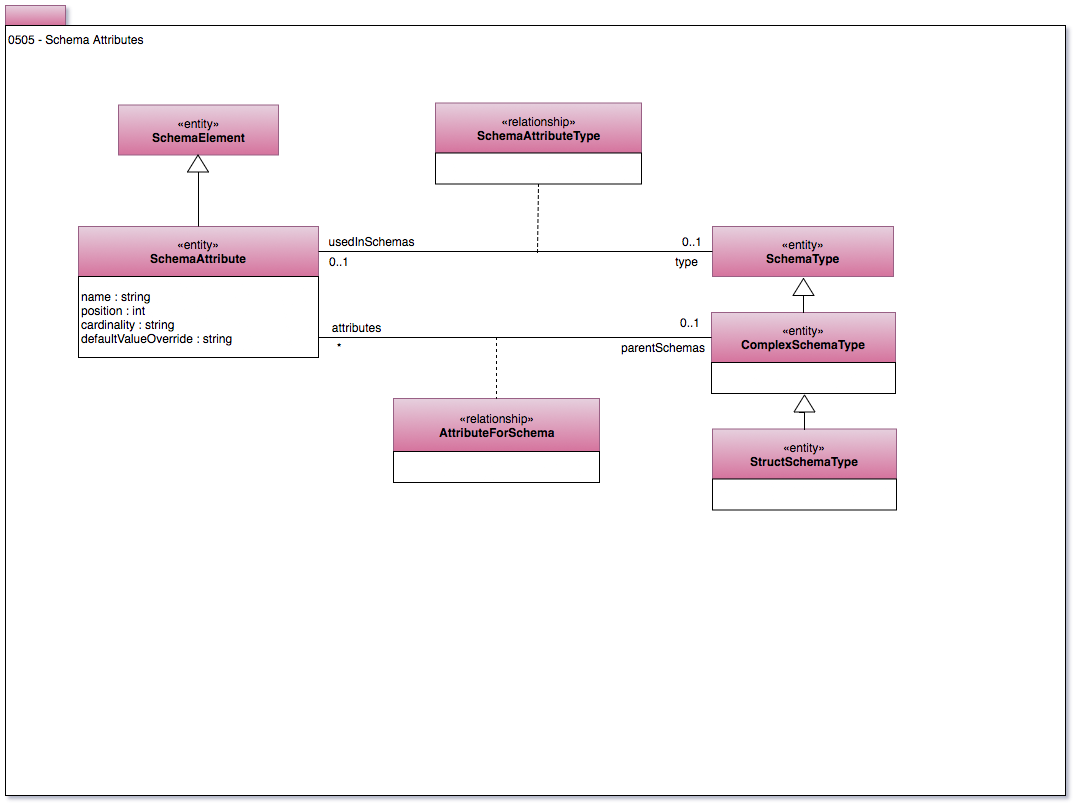 0505 - Schema Attributes
«entity»
SchemaElement
«relationship»
SchemaAttributeType
«entity»
SchemaAttribute
name : string
position : int
cardinality : string
defaultValueOverride : string
usedInSchemas
0..1
0..1
type
«entity»
SchemaType
attributes
*
0..1
parentSchemas
«entity»
ComplexSchemaType
«relationship»
AttributeForSchema
«entity»
StructSchemaType